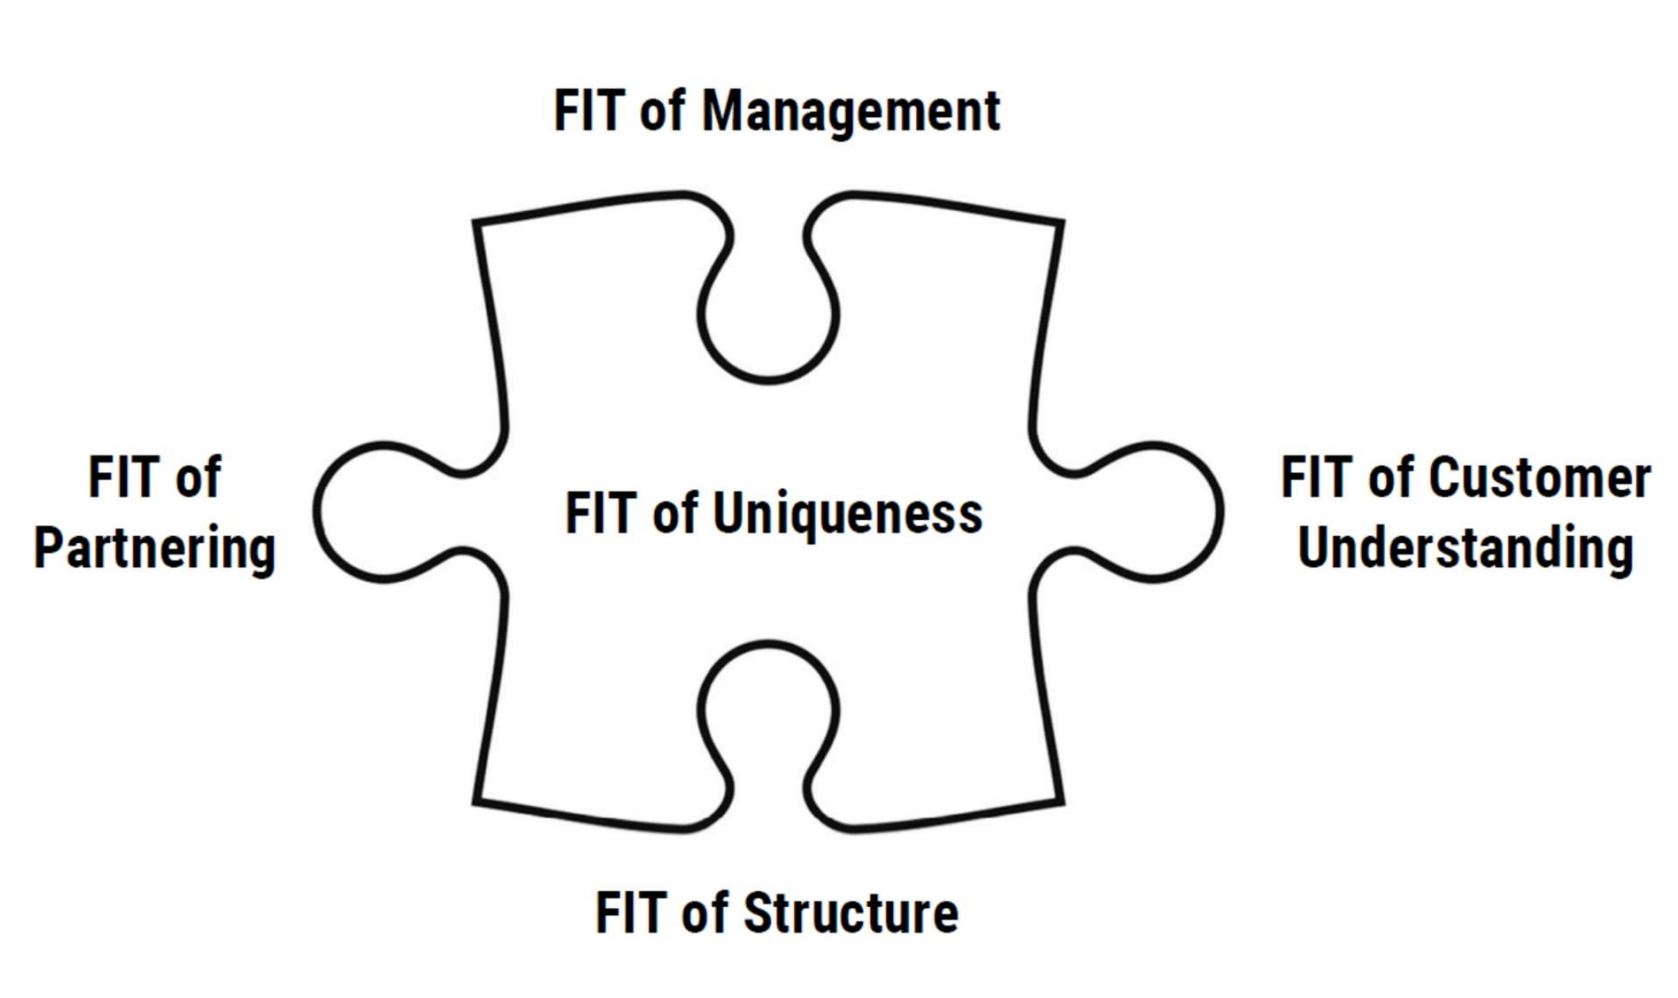 FIT of Management
FIT of
Partnering
FIT of Uniqueness
FIT of Customer
Understanding
FIT of Structure